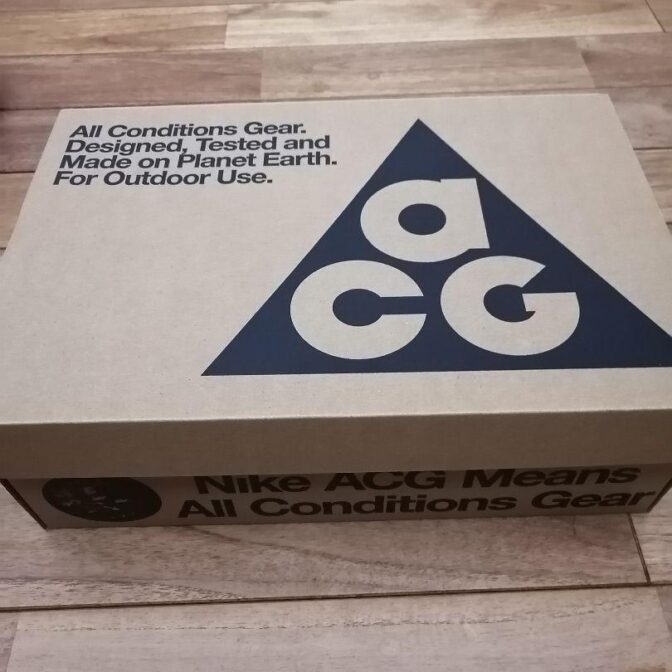 All Conditions Gear.
Designed, Tested and
Made on Planet Earth.
For Outdoor Use.
a
CG
Nike ACG Means
All Conditions Gear